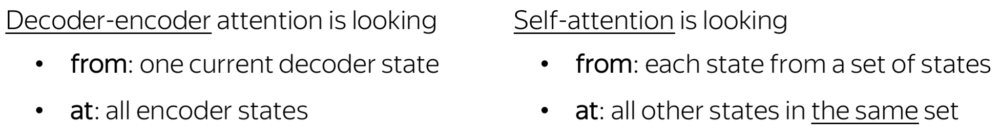 Decoder-encoder attention is looking
• from: one current decoder state
• at: all encoder states
Self-attention is looking
• from: each state from a set of states
• at: all other states in the same set